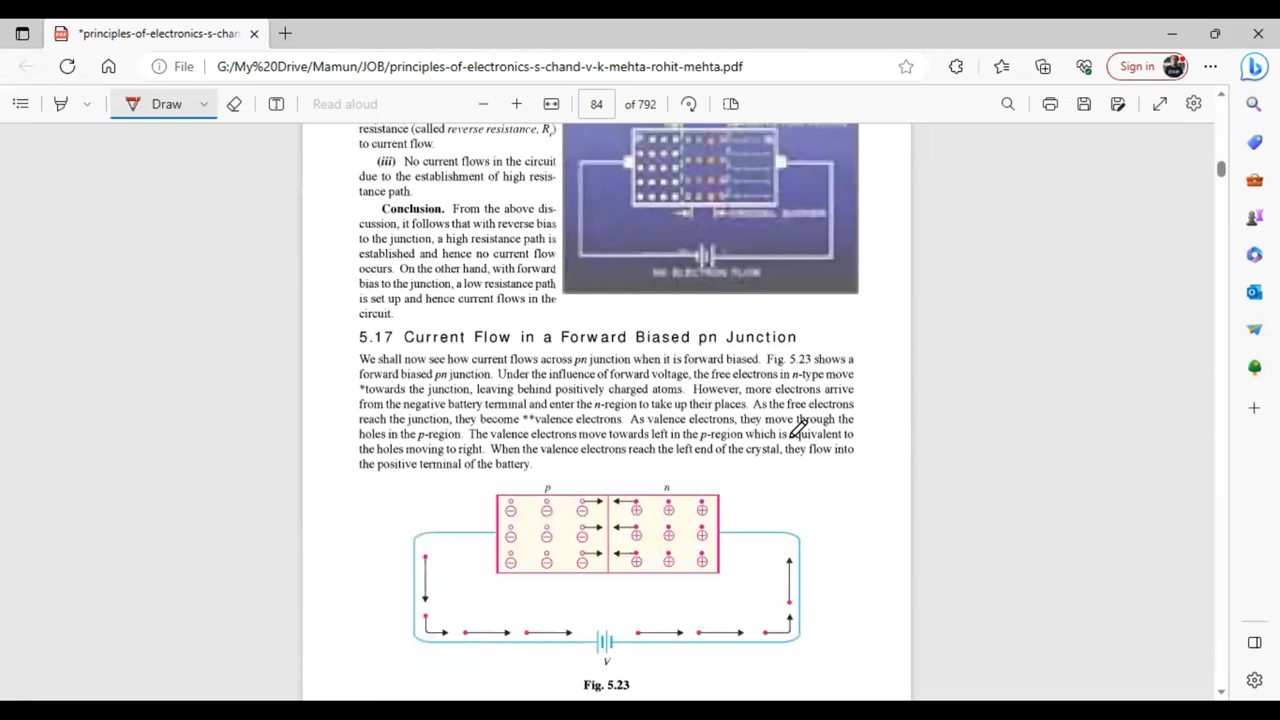 *principles-of-electronics-s-chan
File
G:/My%20Drive/Mamun/JOB/principles-of-electronics-s-chand-v-k-mehta-rohit-mehta.pdf
Sign in
Draw
Read aloud
84 of 792
resistance (called reverse resistance, Rr)
to current flow.
(iii) No current flows in the circuit
due to the establishment of high resis-
tance path.
Conclusion. From the above dis-
cussion, it follows that with reverse bias
to the junction, a high resistance path is
established and hence no current flow
occurs. On the other hand, with forward
bias to the junction, a low resistance path
is set up and hence current flows in the
circuit.
NO ELECTRON FLOW
5.17 Current Flow in a Forward Biased pn Junction
We shall now see how current flows across pn junction when it is forward biased. Fig. 5.23 shows a
forward biased pn junction. Under the influence of forward voltage, the free electrons in n-type move
*towards the junction, leaving behind positively charged atoms. However, more electrons arrive
from the negative battery terminal and enter the n-region to take up their places. As the free electrons
reach the junction, they become **valence electrons. As valence electrons, they move through the
holes in the p-region. The valence electrons move towards left in the p-region which is equivalent to
the holes moving to right. When the valence electrons reach the left end of the crystal, they flow into
the positive terminal of the battery.
p n
V
Fig. 5.23